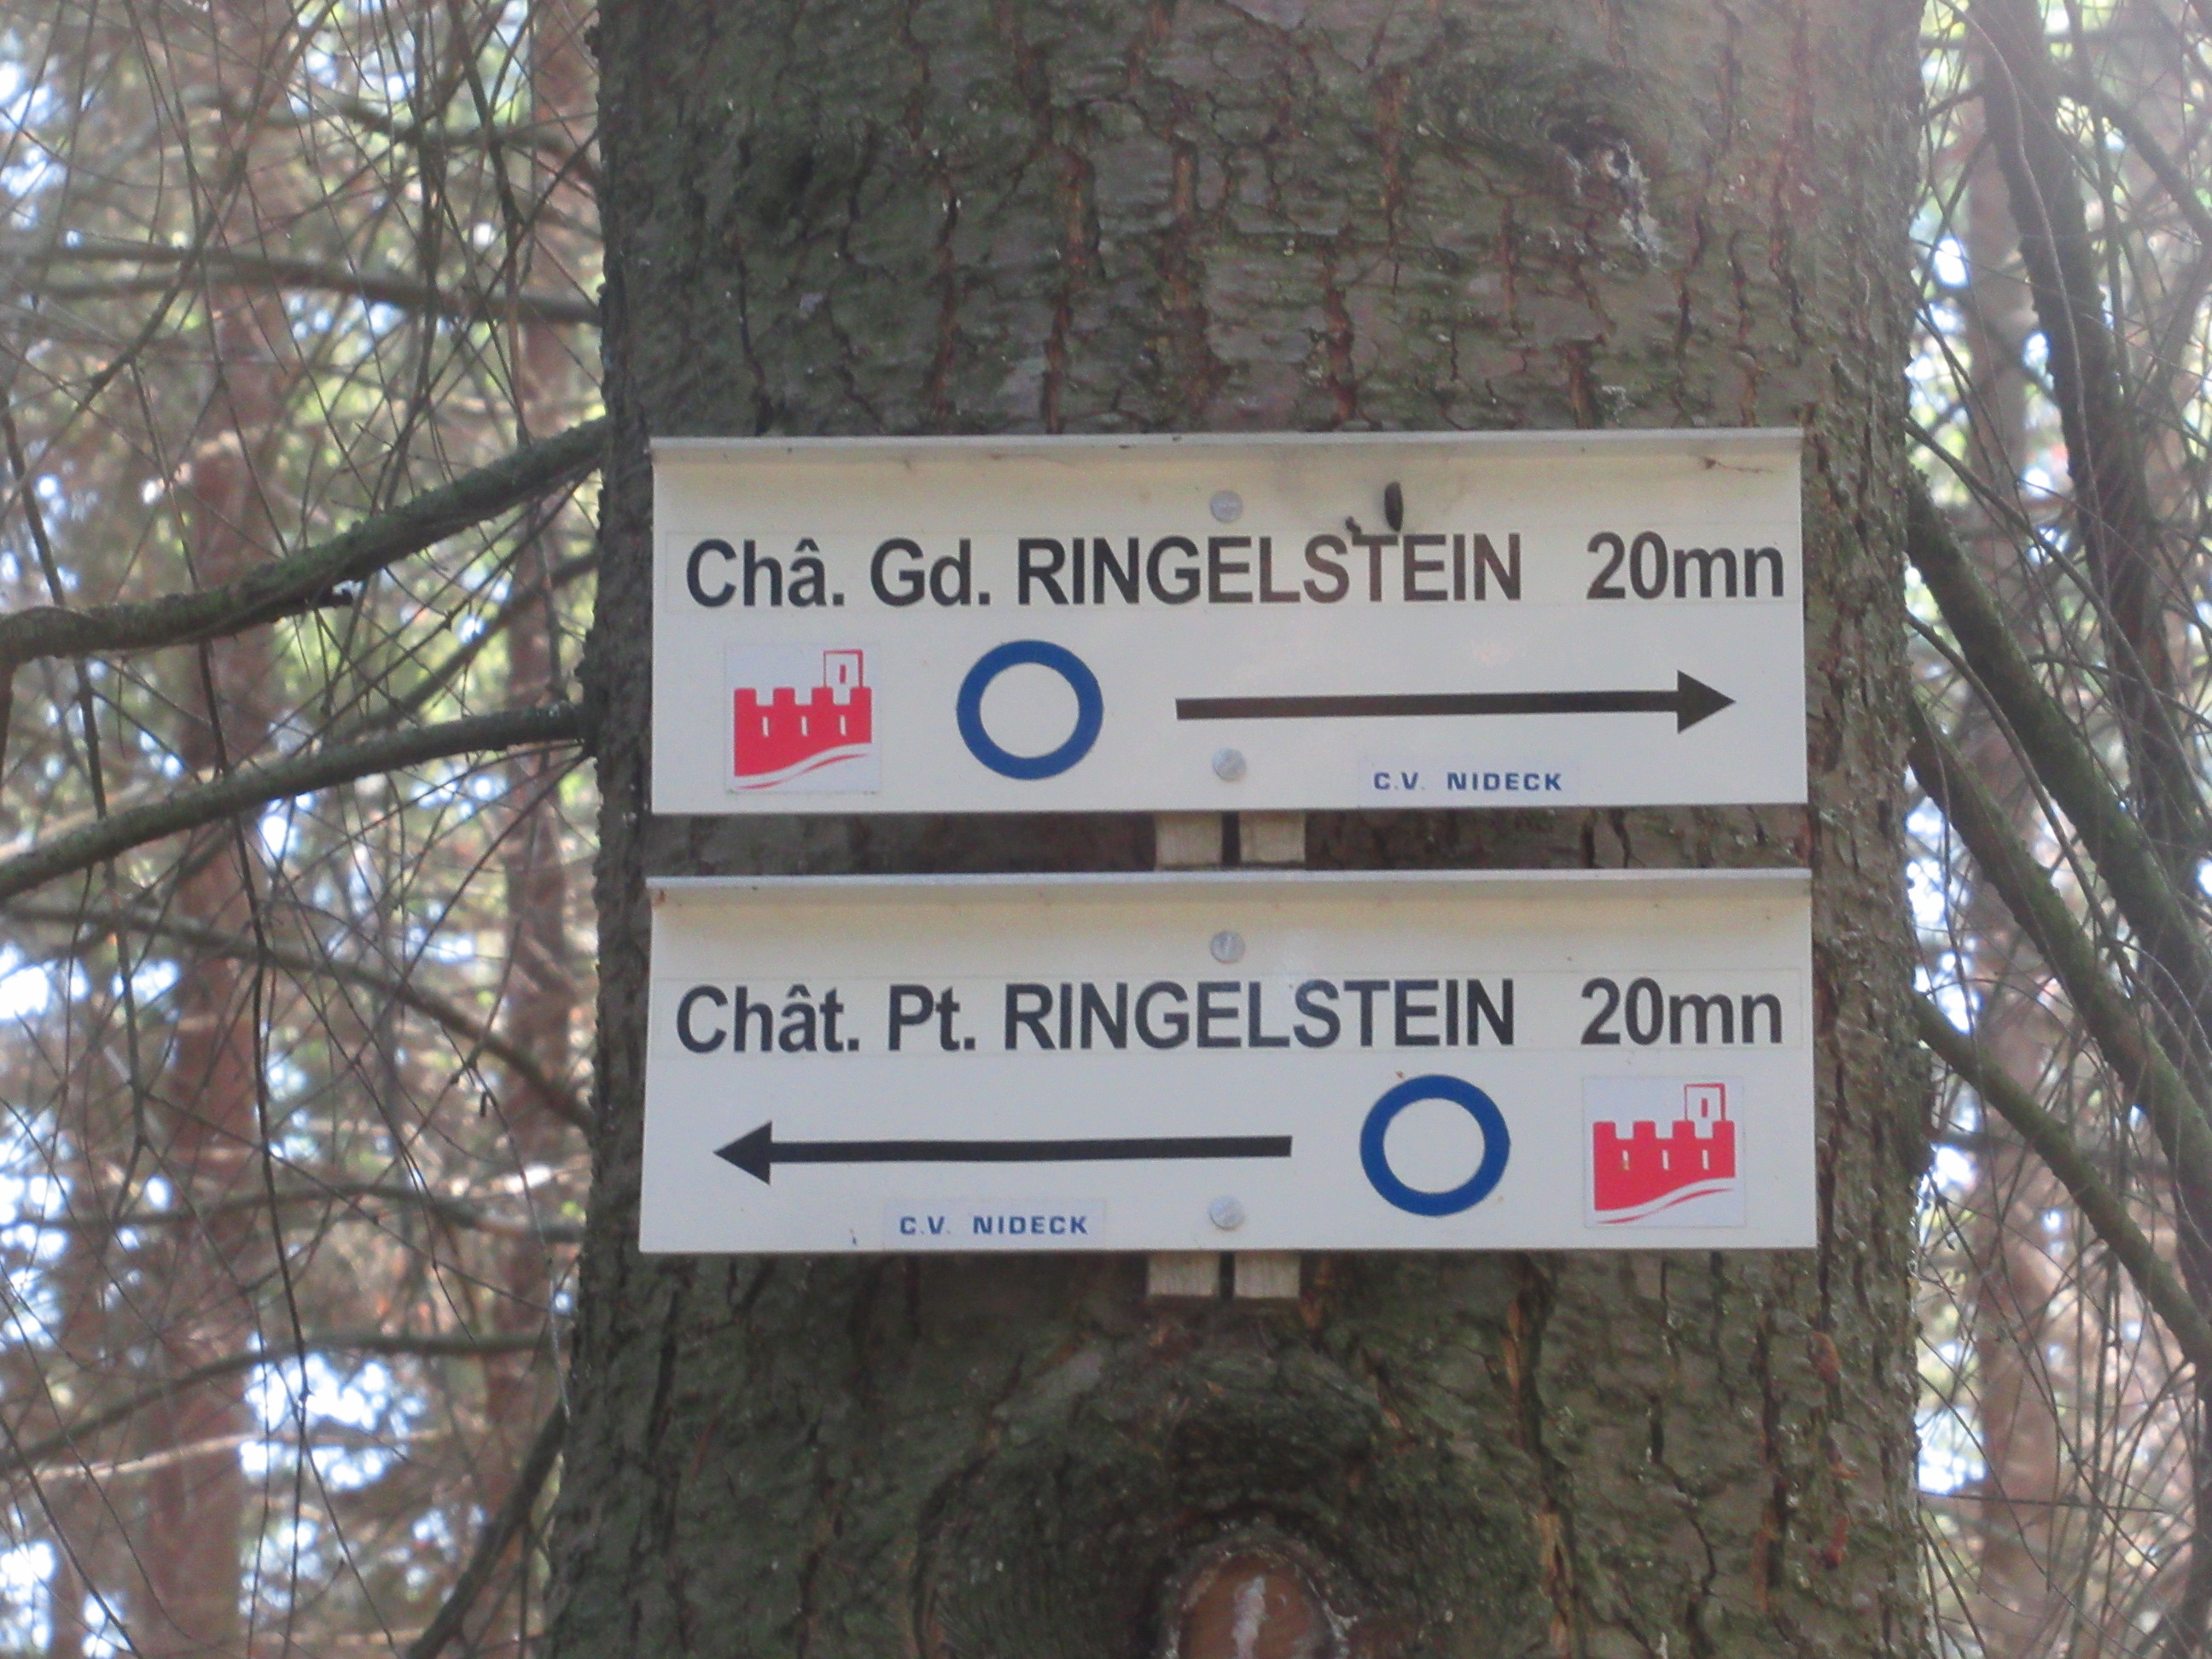 Châ. Gd. RINGELSTEIN 20mn
C.V. NIDECK
Chât. Pt. RINGELSTEIN 20mn
C.V. NIDECK